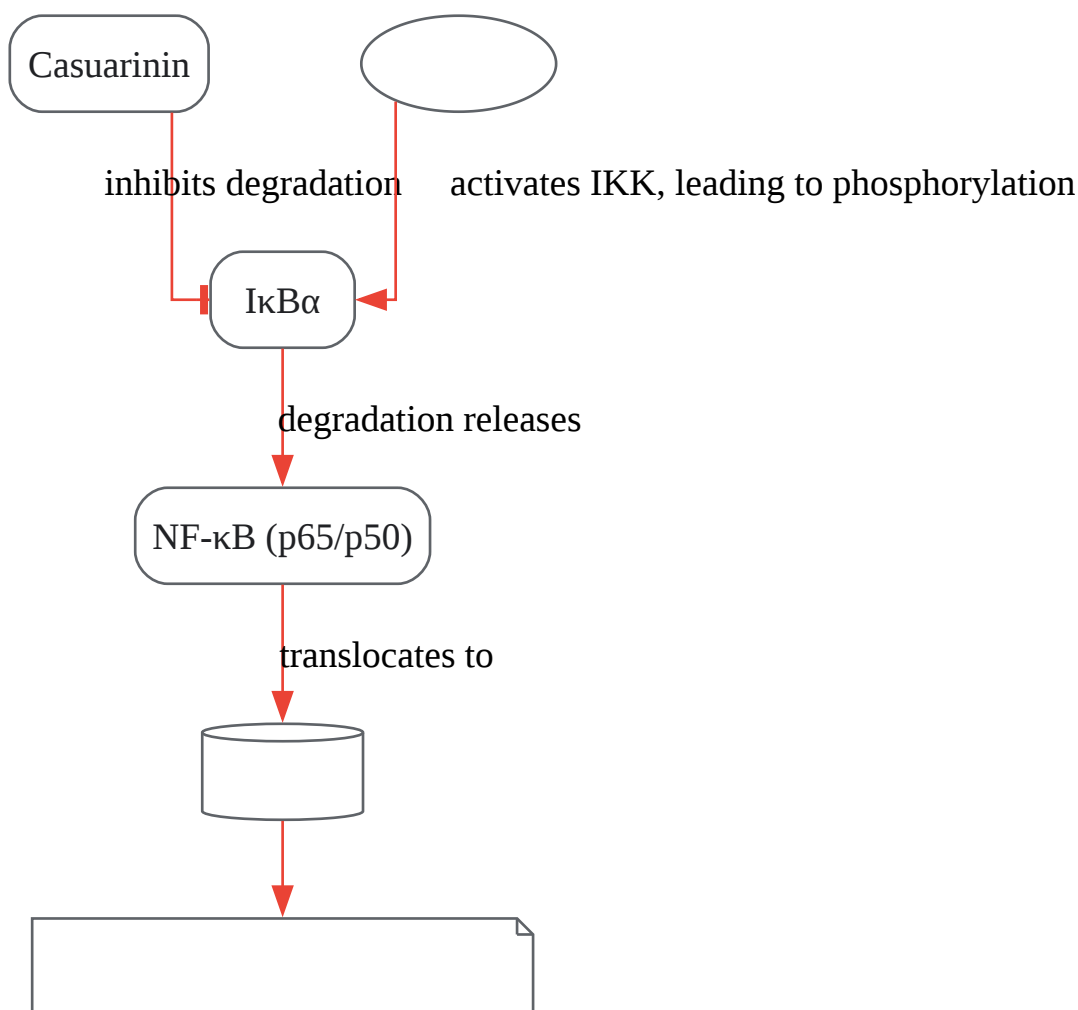 Casuarinin
inhibits degradation
activates IKK, leading to phosphorylation
IκBα
degradation releases
NF-κB (p65/p50)
translocates to